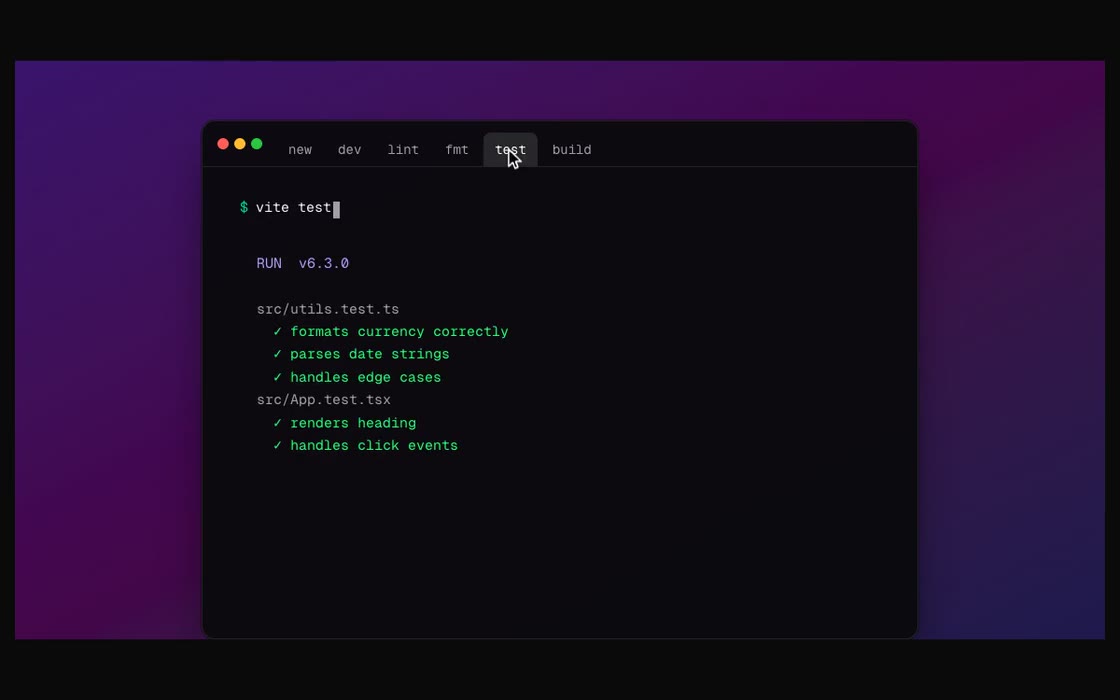 new dev lint fmt test build
$ vite test
RUN v6.3.0
src/utils.test.ts
✓ formats currency correctly
✓ parses date strings
✓ handles edge cases
src/App.test.tsx
✓ renders heading
✓ handles click events